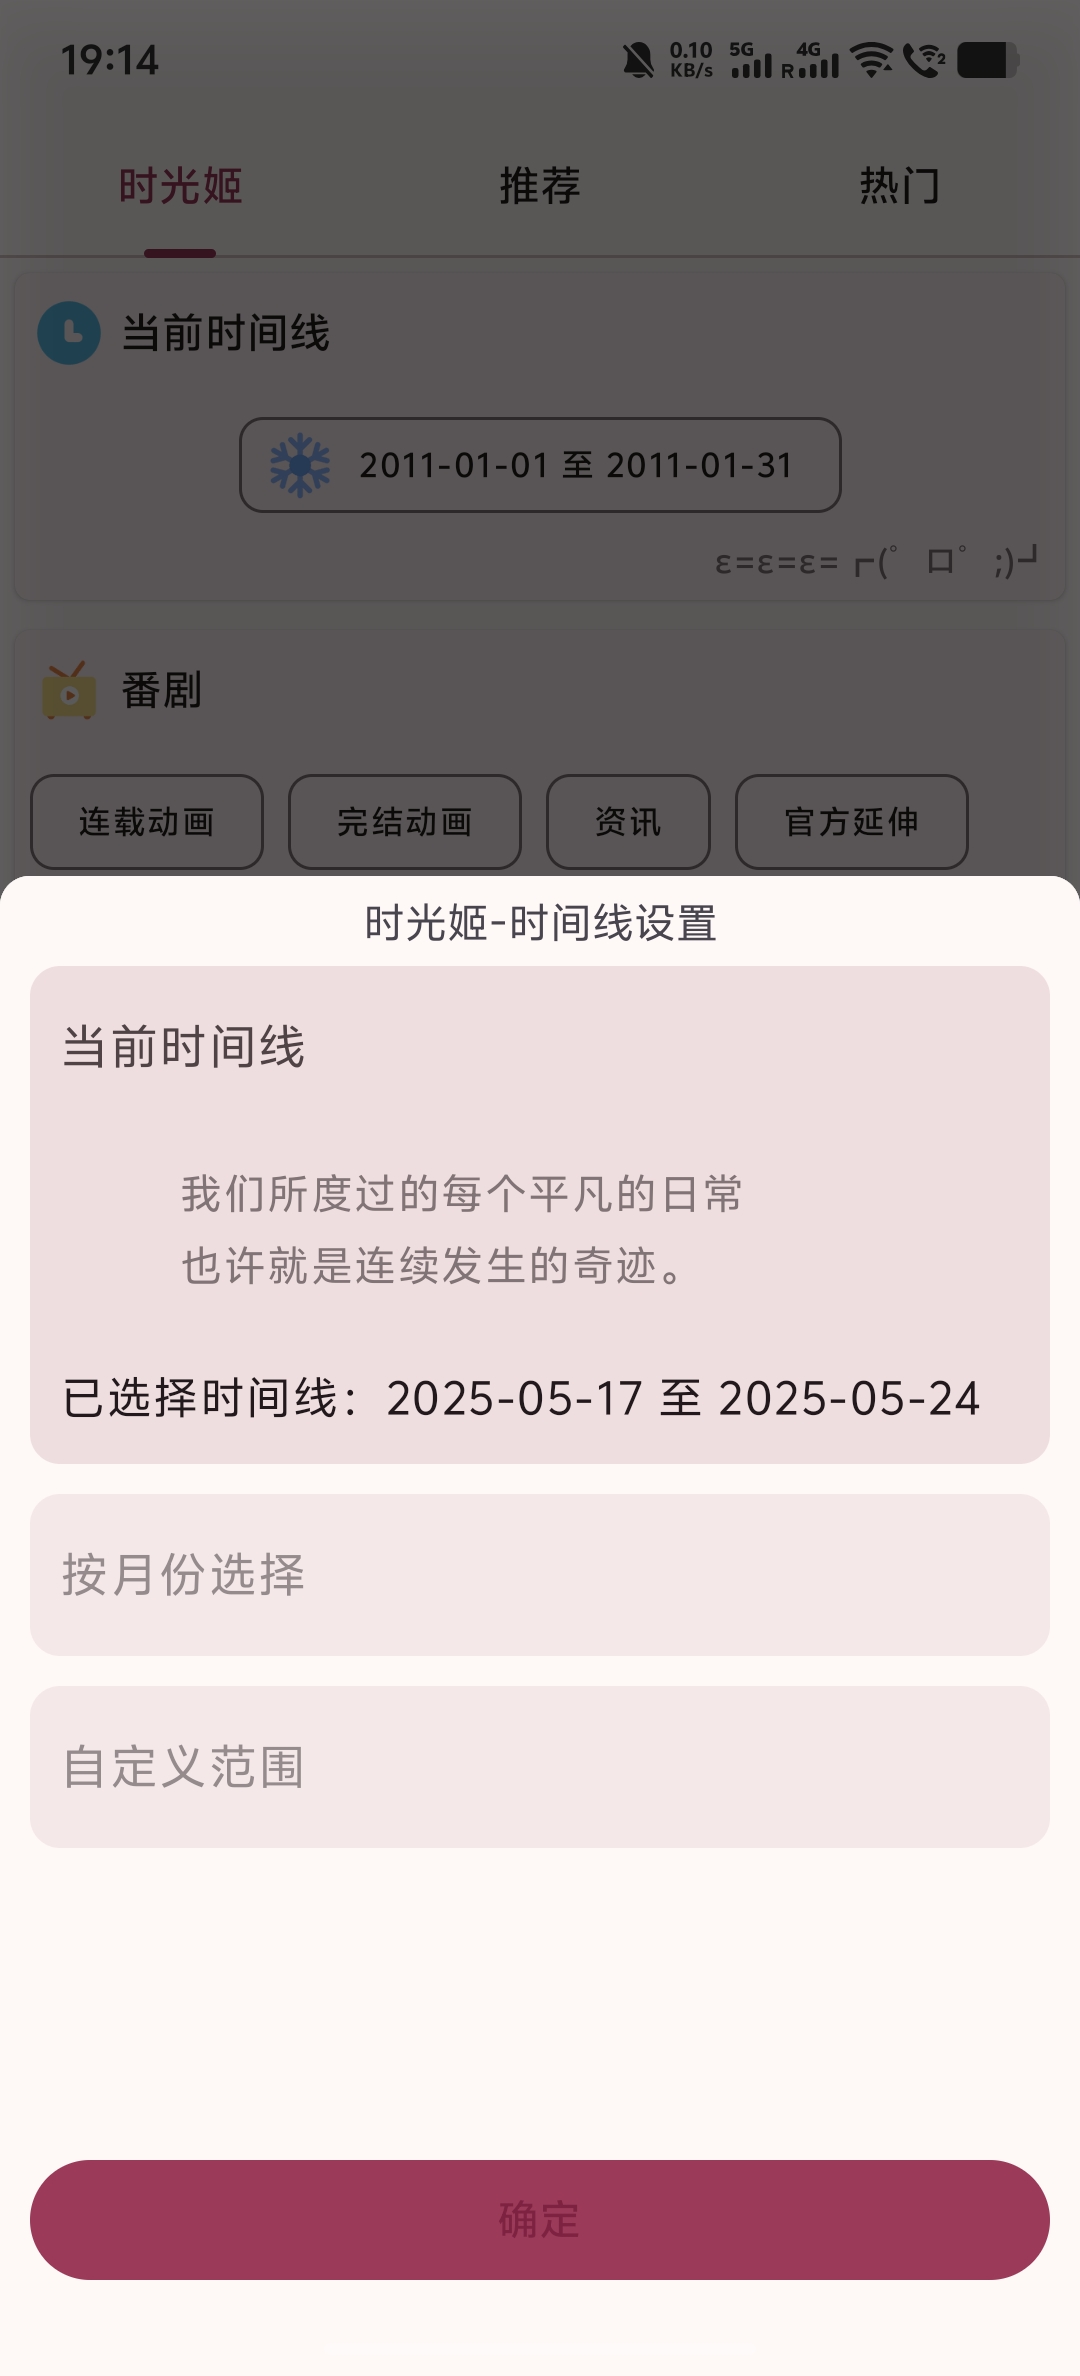 19:14
0.10
KB/s
5G
4G
R
2
时光姬
推荐
热门
当前时间线
2011-01-01 至 2011-01-31
ε=ε=ε=┏(゜ロ゜;)┛
番剧
连载动画
完结动画
资讯
官方延伸
时光姬-时间线设置
当前时间线
我们所度过的每个平凡的日常
也许就是连续发生的奇迹。
已选择时间线：2025-05-17 至 2025-05-24
按月份选择
自定义范围
确定